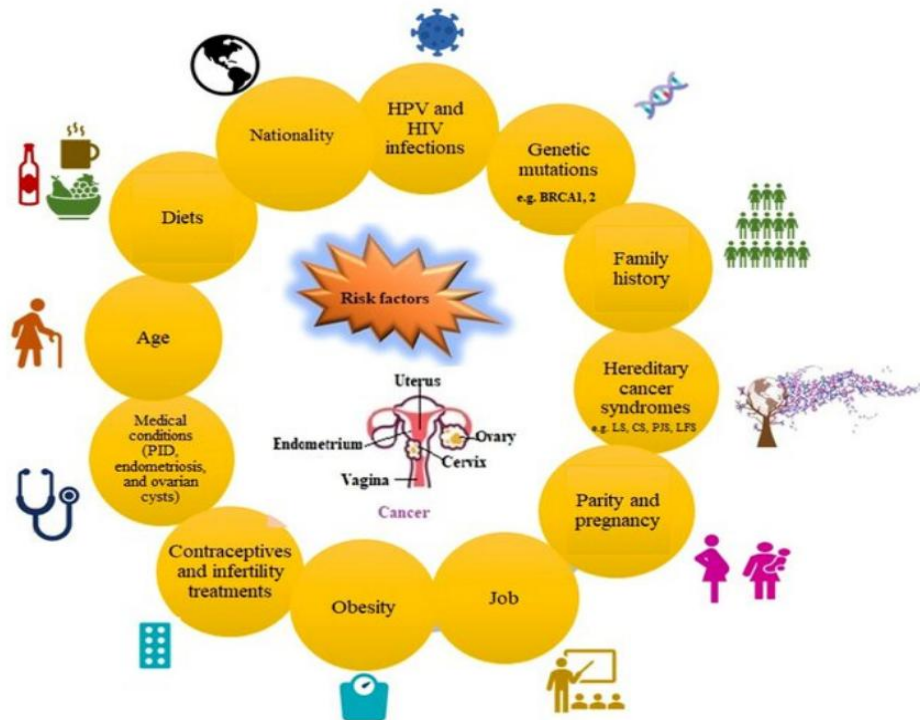 HPV and
HIV
infections
Genetic
mutations
e.g. BRCA1, 2
Family
history
Hereditary
cancer
syndromes
e.g. LS, CS, PJS, LFS
Parity and
pregnancy
Job
Obesity
Contraceptives
and infertility
treatments
Medical
conditions
(PID,
endometriosis,
and ovarian
cysts)
Age
Diets
Nationality
Risk factors
Uterus
Endometrium
Ovary
Cervix
Vagina
Cancer